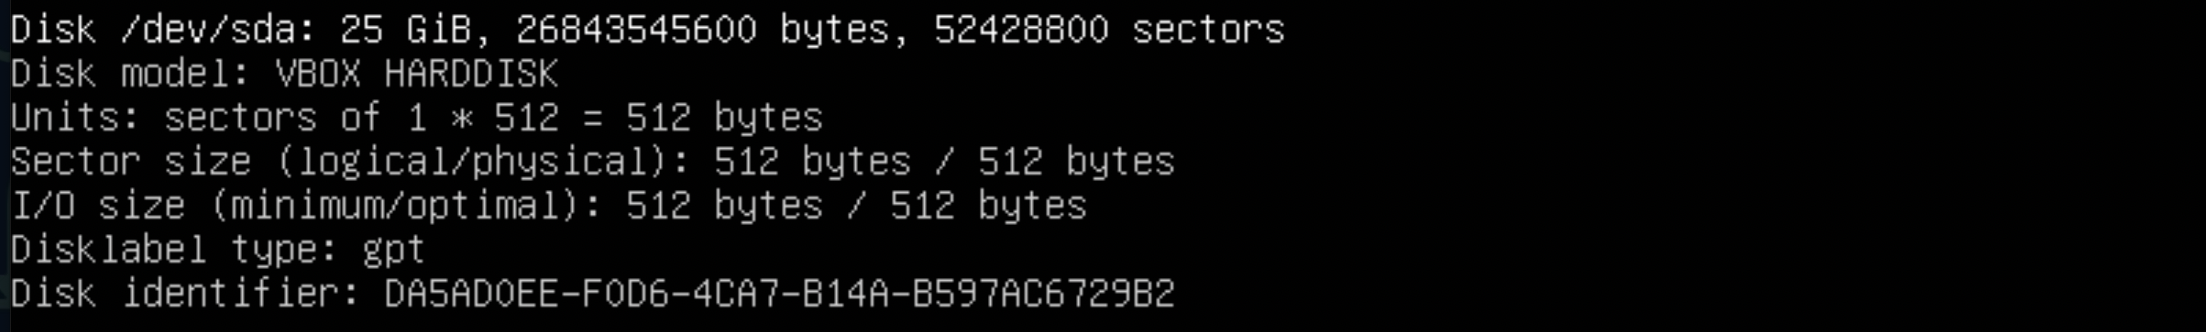 Disk /dev/sda: 25 GiB, 26843545600 bytes, 52428800 sectors
Disk model: VBOX HARDDISK
Units: sectors of 1 * 512 = 512 bytes
Sector size (logical/physical): 512 bytes / 512 bytes
I/O size (minimum/optimal): 512 bytes / 512 bytes
Disklabel type: gpt
Disk identifier: DA5AD0EE-F0D6-4CA7-B14A-B597AC6729B2